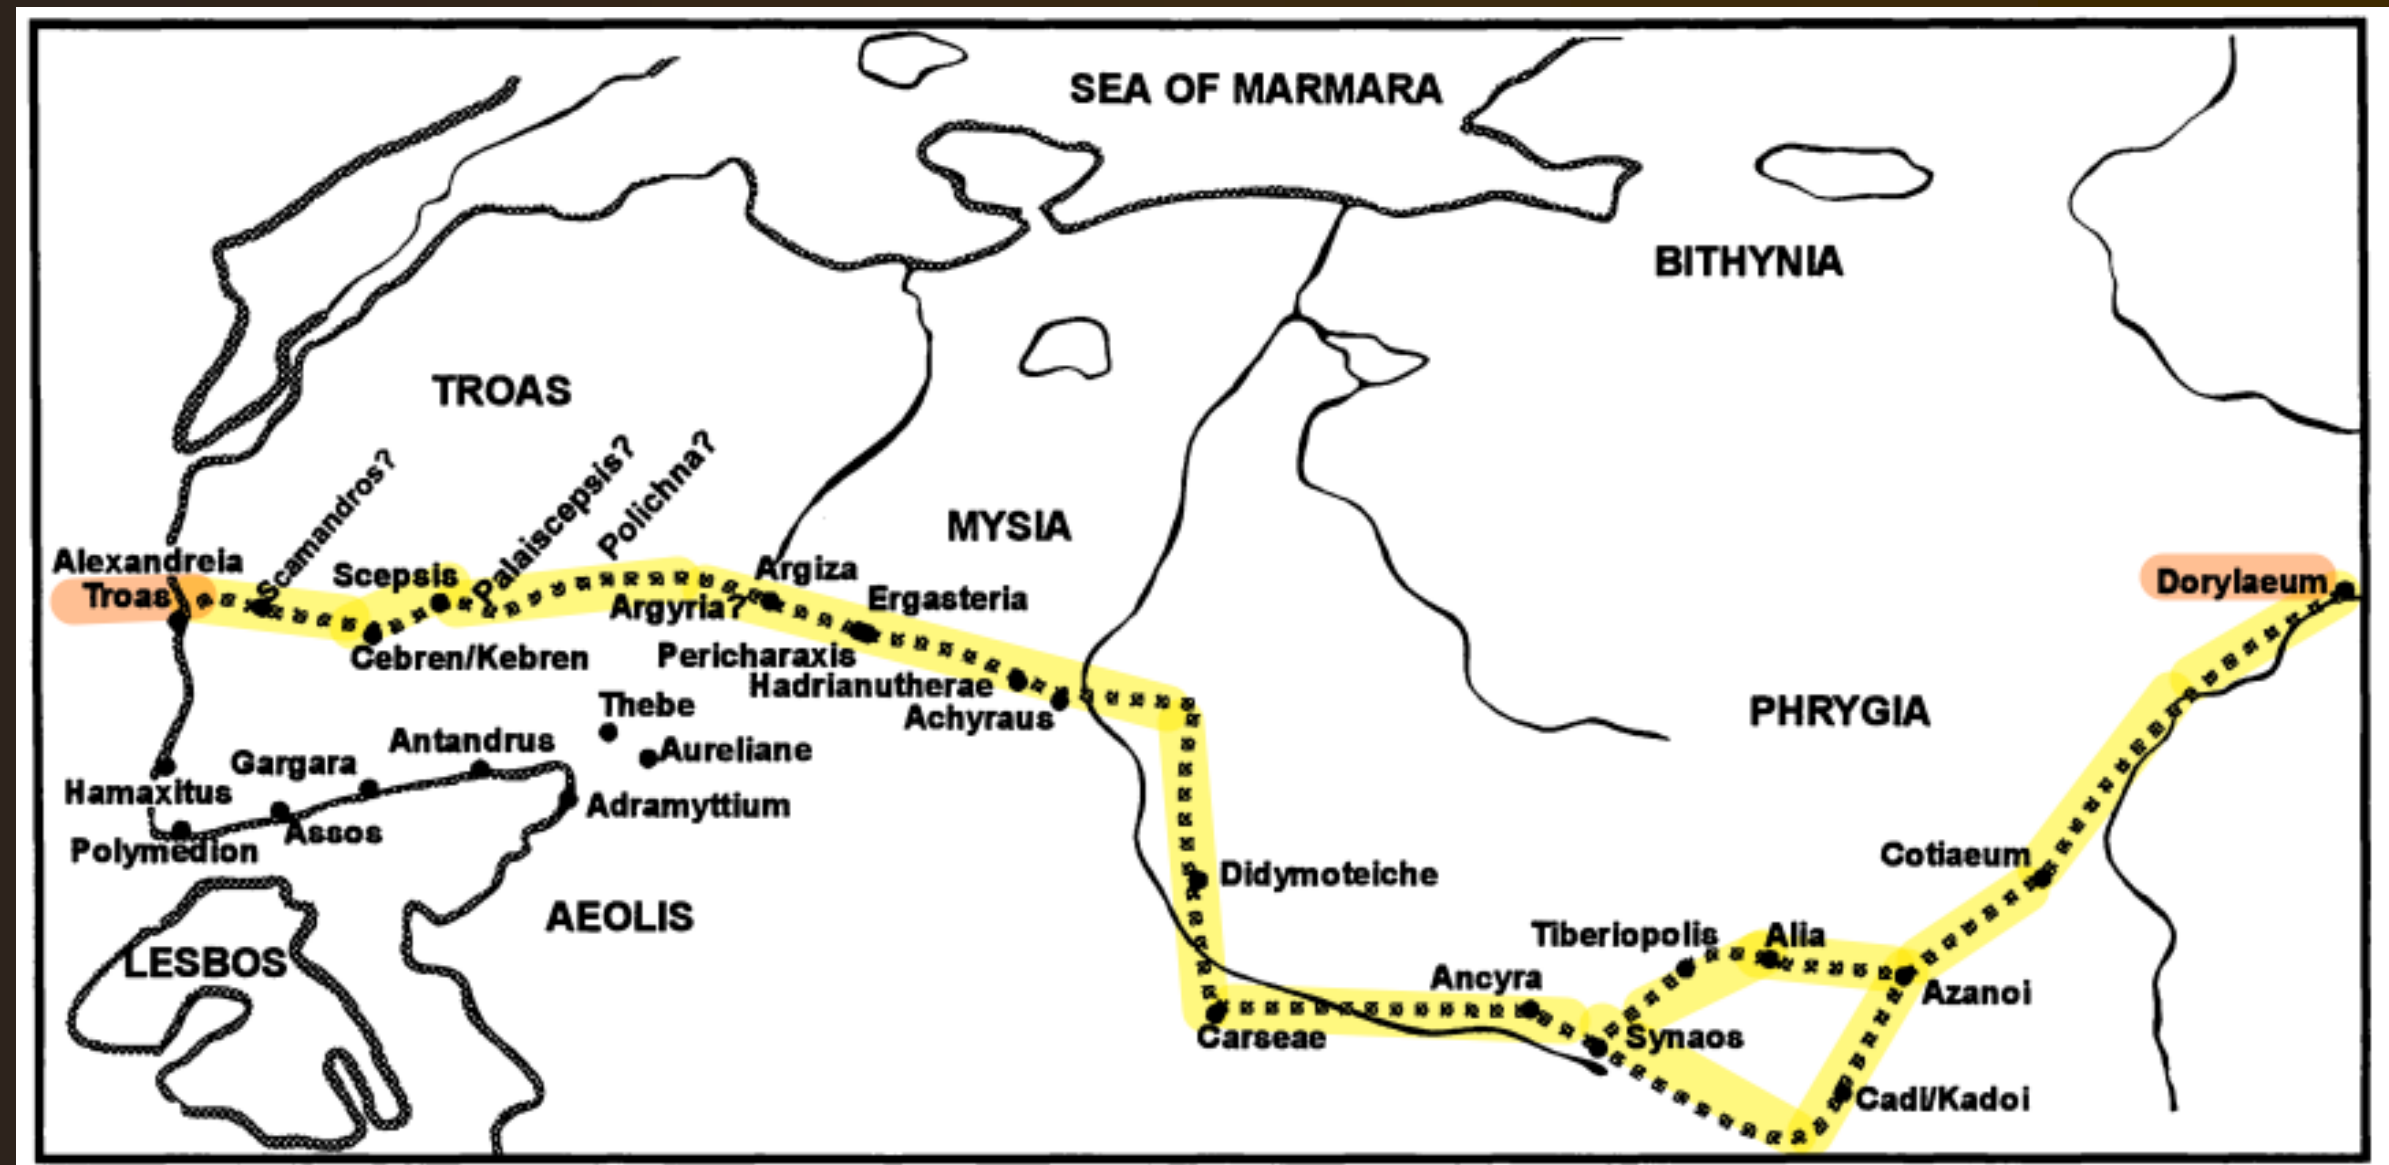 SEA OF MARMARA
BITHYNIA
TROAS
Scamandros?
Palaiscepsis?
Polichna?
MYSIA
Alexandreia
Troas
Scepsis
Argiza
Argyria?
Ergasteria
Dorylaeum
Cebren/Kebren
Pericharaxis
Hadrianutherae
Achyraus
Thebe
PHRYGIA
Antandrus
Aureliane
Gargara
Hamaxitus
Adramyttium
Assos
Polymedion
Cotiaeum
Didymoteiche
AEOLIS
Tiberiopolis
Alia
LESBOS
Ancyra
Azanoi
Carseae
Synaos
Cadi/Kadoi